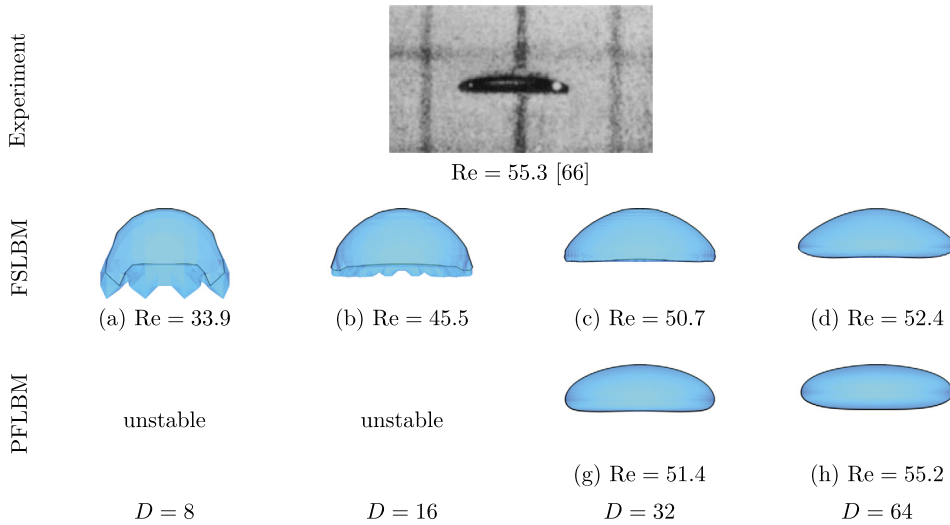 Experiment
Re = 55.3 [66]
FSLBM
(a) Re = 33.9
(b) Re = 45.5
(c) Re = 50.7
(d) Re = 52.4
PFLBM
unstable
unstable
(g) Re = 51.4
(h) Re = 55.2
D = 8
D = 16
D = 32
D = 64